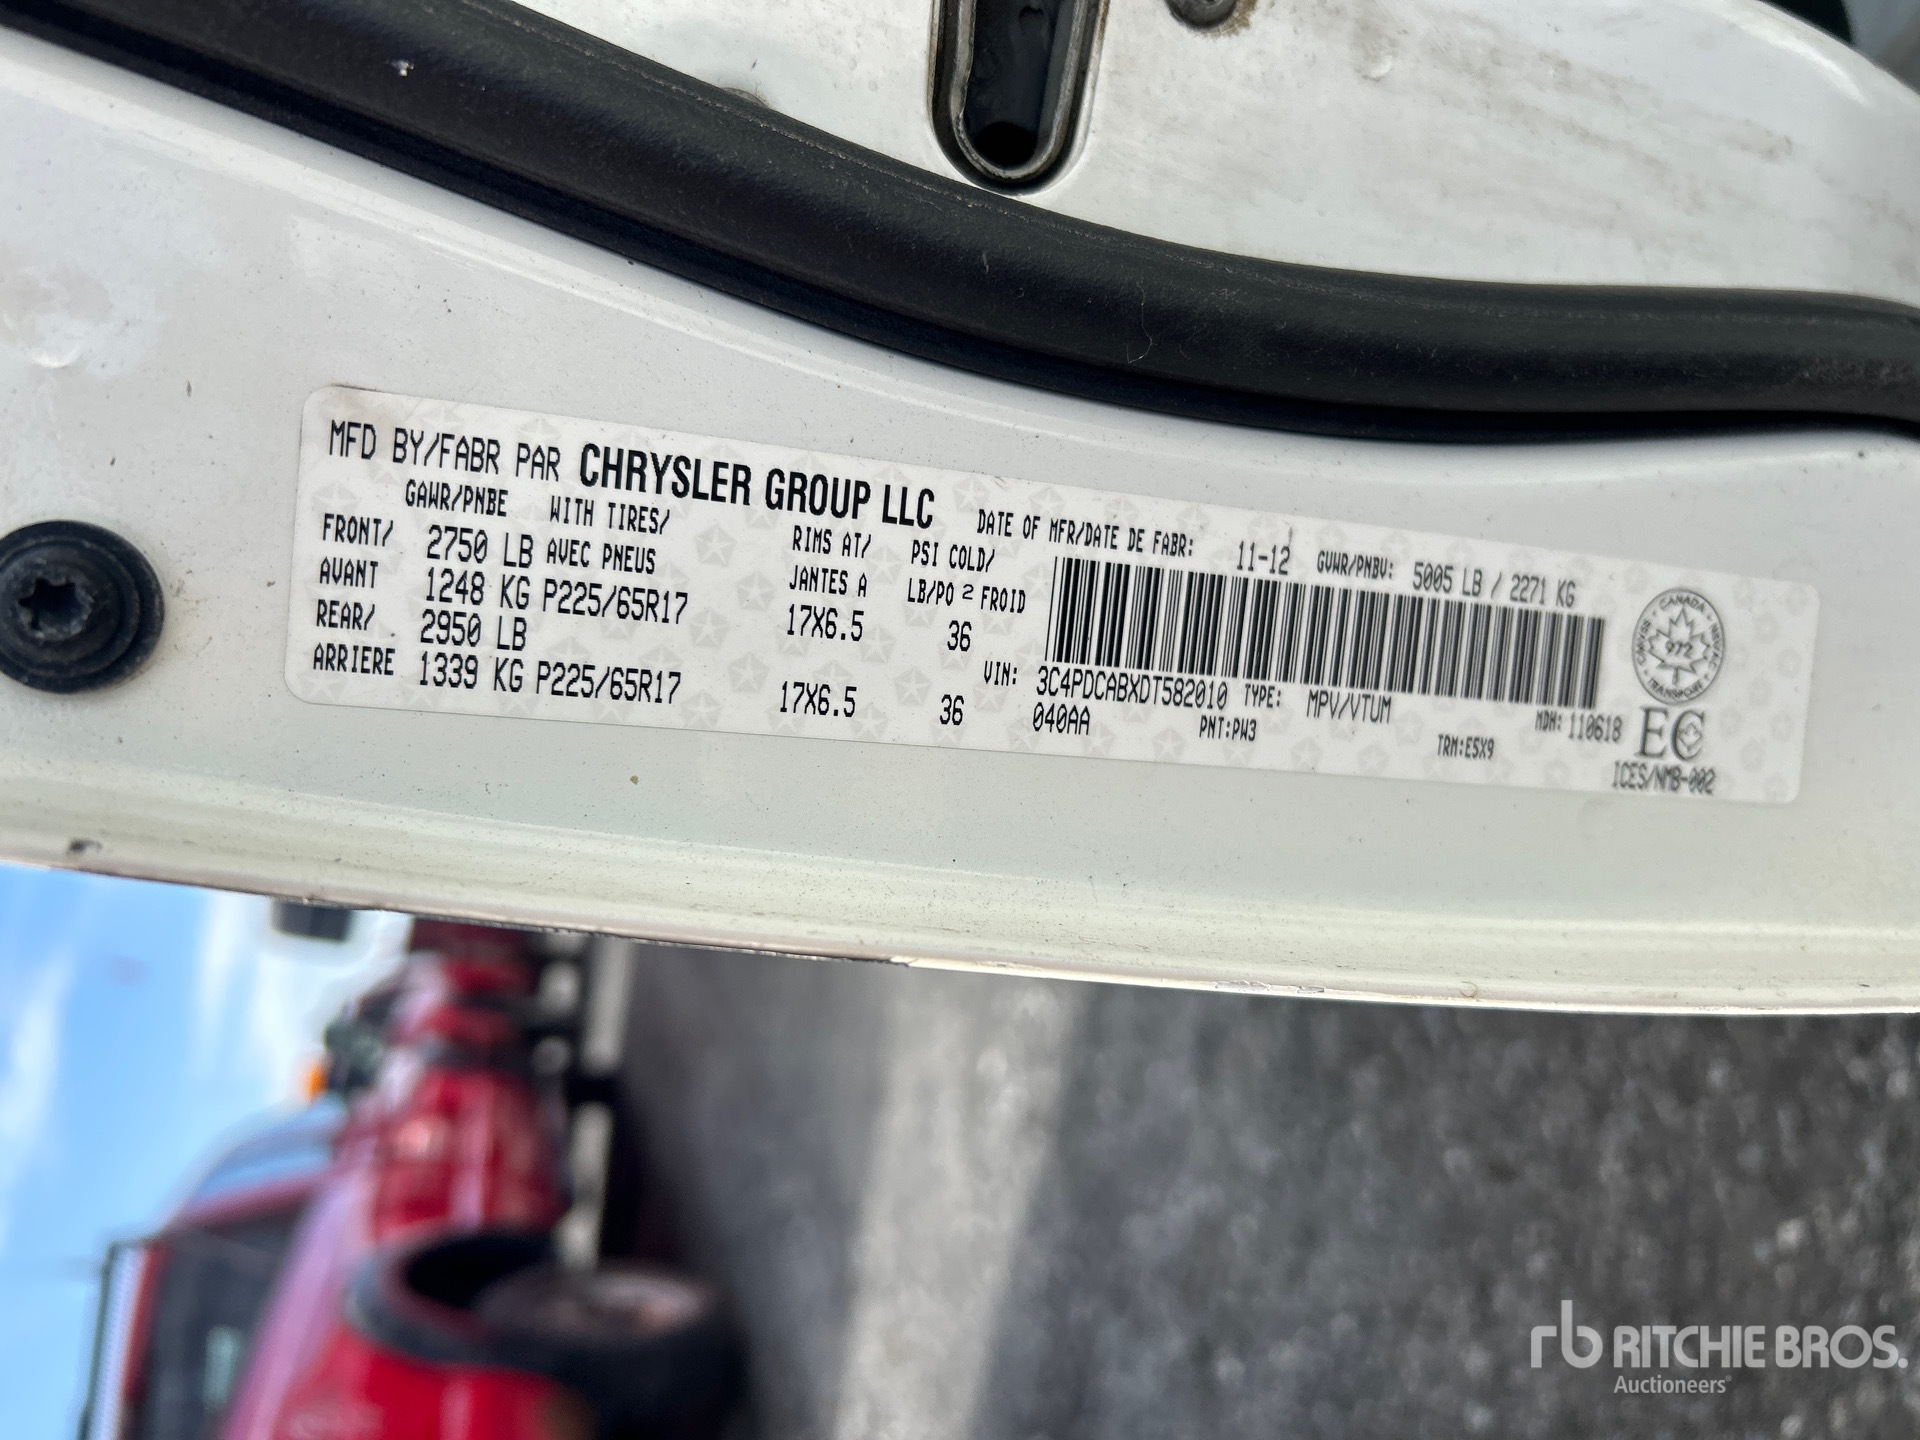 MFD BY/FABR PAR CHRYSLER GROUP LLC DATE OF MFR/DATE DE FABR: 11-12 GVWR/PNBV: 5005 LB / 2271 KG
GAWR/PNBE WITH TIRES/ RIMS AT/ PSI COLD/
FRONT/ 2750 LB AVEC PNEUS JANTES A LB/PO 2 FROID
AVANT 1248 KG P225/65R17 17X6.5 36
REAR/ 2950 LB
ARRIERE 1339 KG P225/65R17 17X6.5 36
VIN: 3C4PDCABXDT582010 TYPE: MPV/VTUM MDH: 110618
040AA PNT:PW3 TRM:E5X9
CANADA
972
TRANSPORT
EC
ICES/NMB-002
rb RITCHIE BROS.
Auctioneers